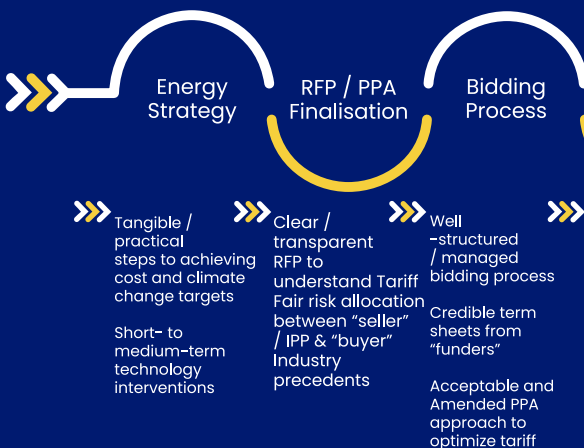 Energy
Strategy
RFP / PPA
Finalisation
Bidding
Process
Tangible /
practical
steps to achieving
cost and climate
change targets
Short- to
medium-term
technology
interventions
Clear /
transparent
RFP to
understand Tariff
Fair risk allocation
between “seller”
/ IPP & “buyer”
Industry
precedents
Well
-structured
/ managed
bidding process
Credible term
sheets from
“funders”
Acceptable and
Amended PPA
approach to
optimize tariff